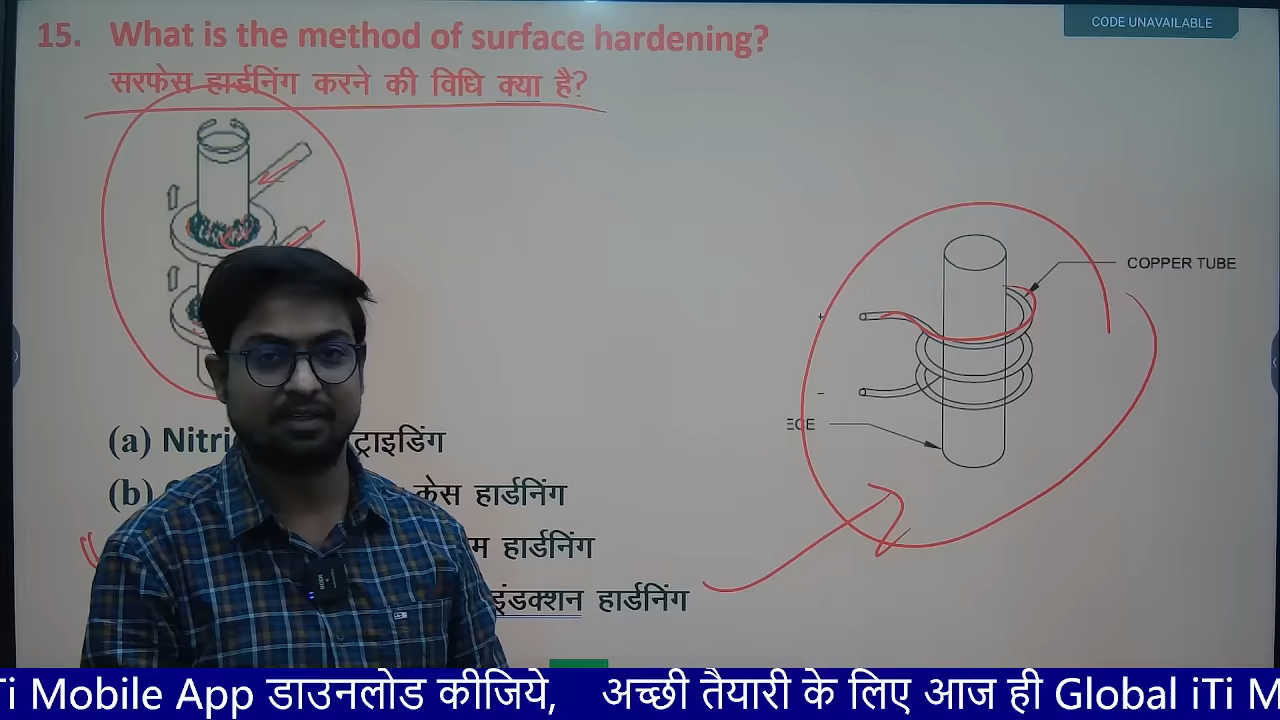 CODE UNAVAILABLE
15. What is the method of surface hardening?
सरफेस हार्डनिंग करने की विधि क्या है?
COPPER TUBE
+
–
(a) Nitri ट्राइडिंग
(b) केस हार्डनिंग
हार्डनिंग
इंडक्शन हार्डनिंग
Mobile App डाउनलोड कीजिये, अच्छी तैयारी के लिए आज ही Global iTi M